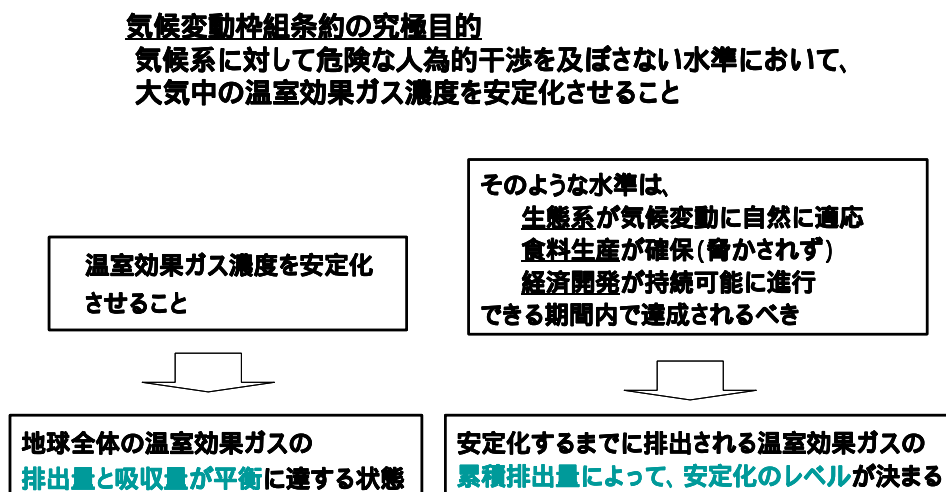 気候変動枠組条約の究極目的
気候系に対して危険な人為的干渉を及ぼさない水準において、
大気中の温室効果ガス濃度を安定化させること
温室効果ガス濃度を安定化
させること
そのような水準は、
生態系が気候変動に自然に適応
食料生産が確保(脅かされず)
経済開発が持続可能に進行
できる期間内で達成されるべき
地球全体の温室効果ガスの
排出量と吸収量が平衡に達する状態
安定化するまでに排出される温室効果ガスの
累積排出量によって、安定化のレベルが決まる